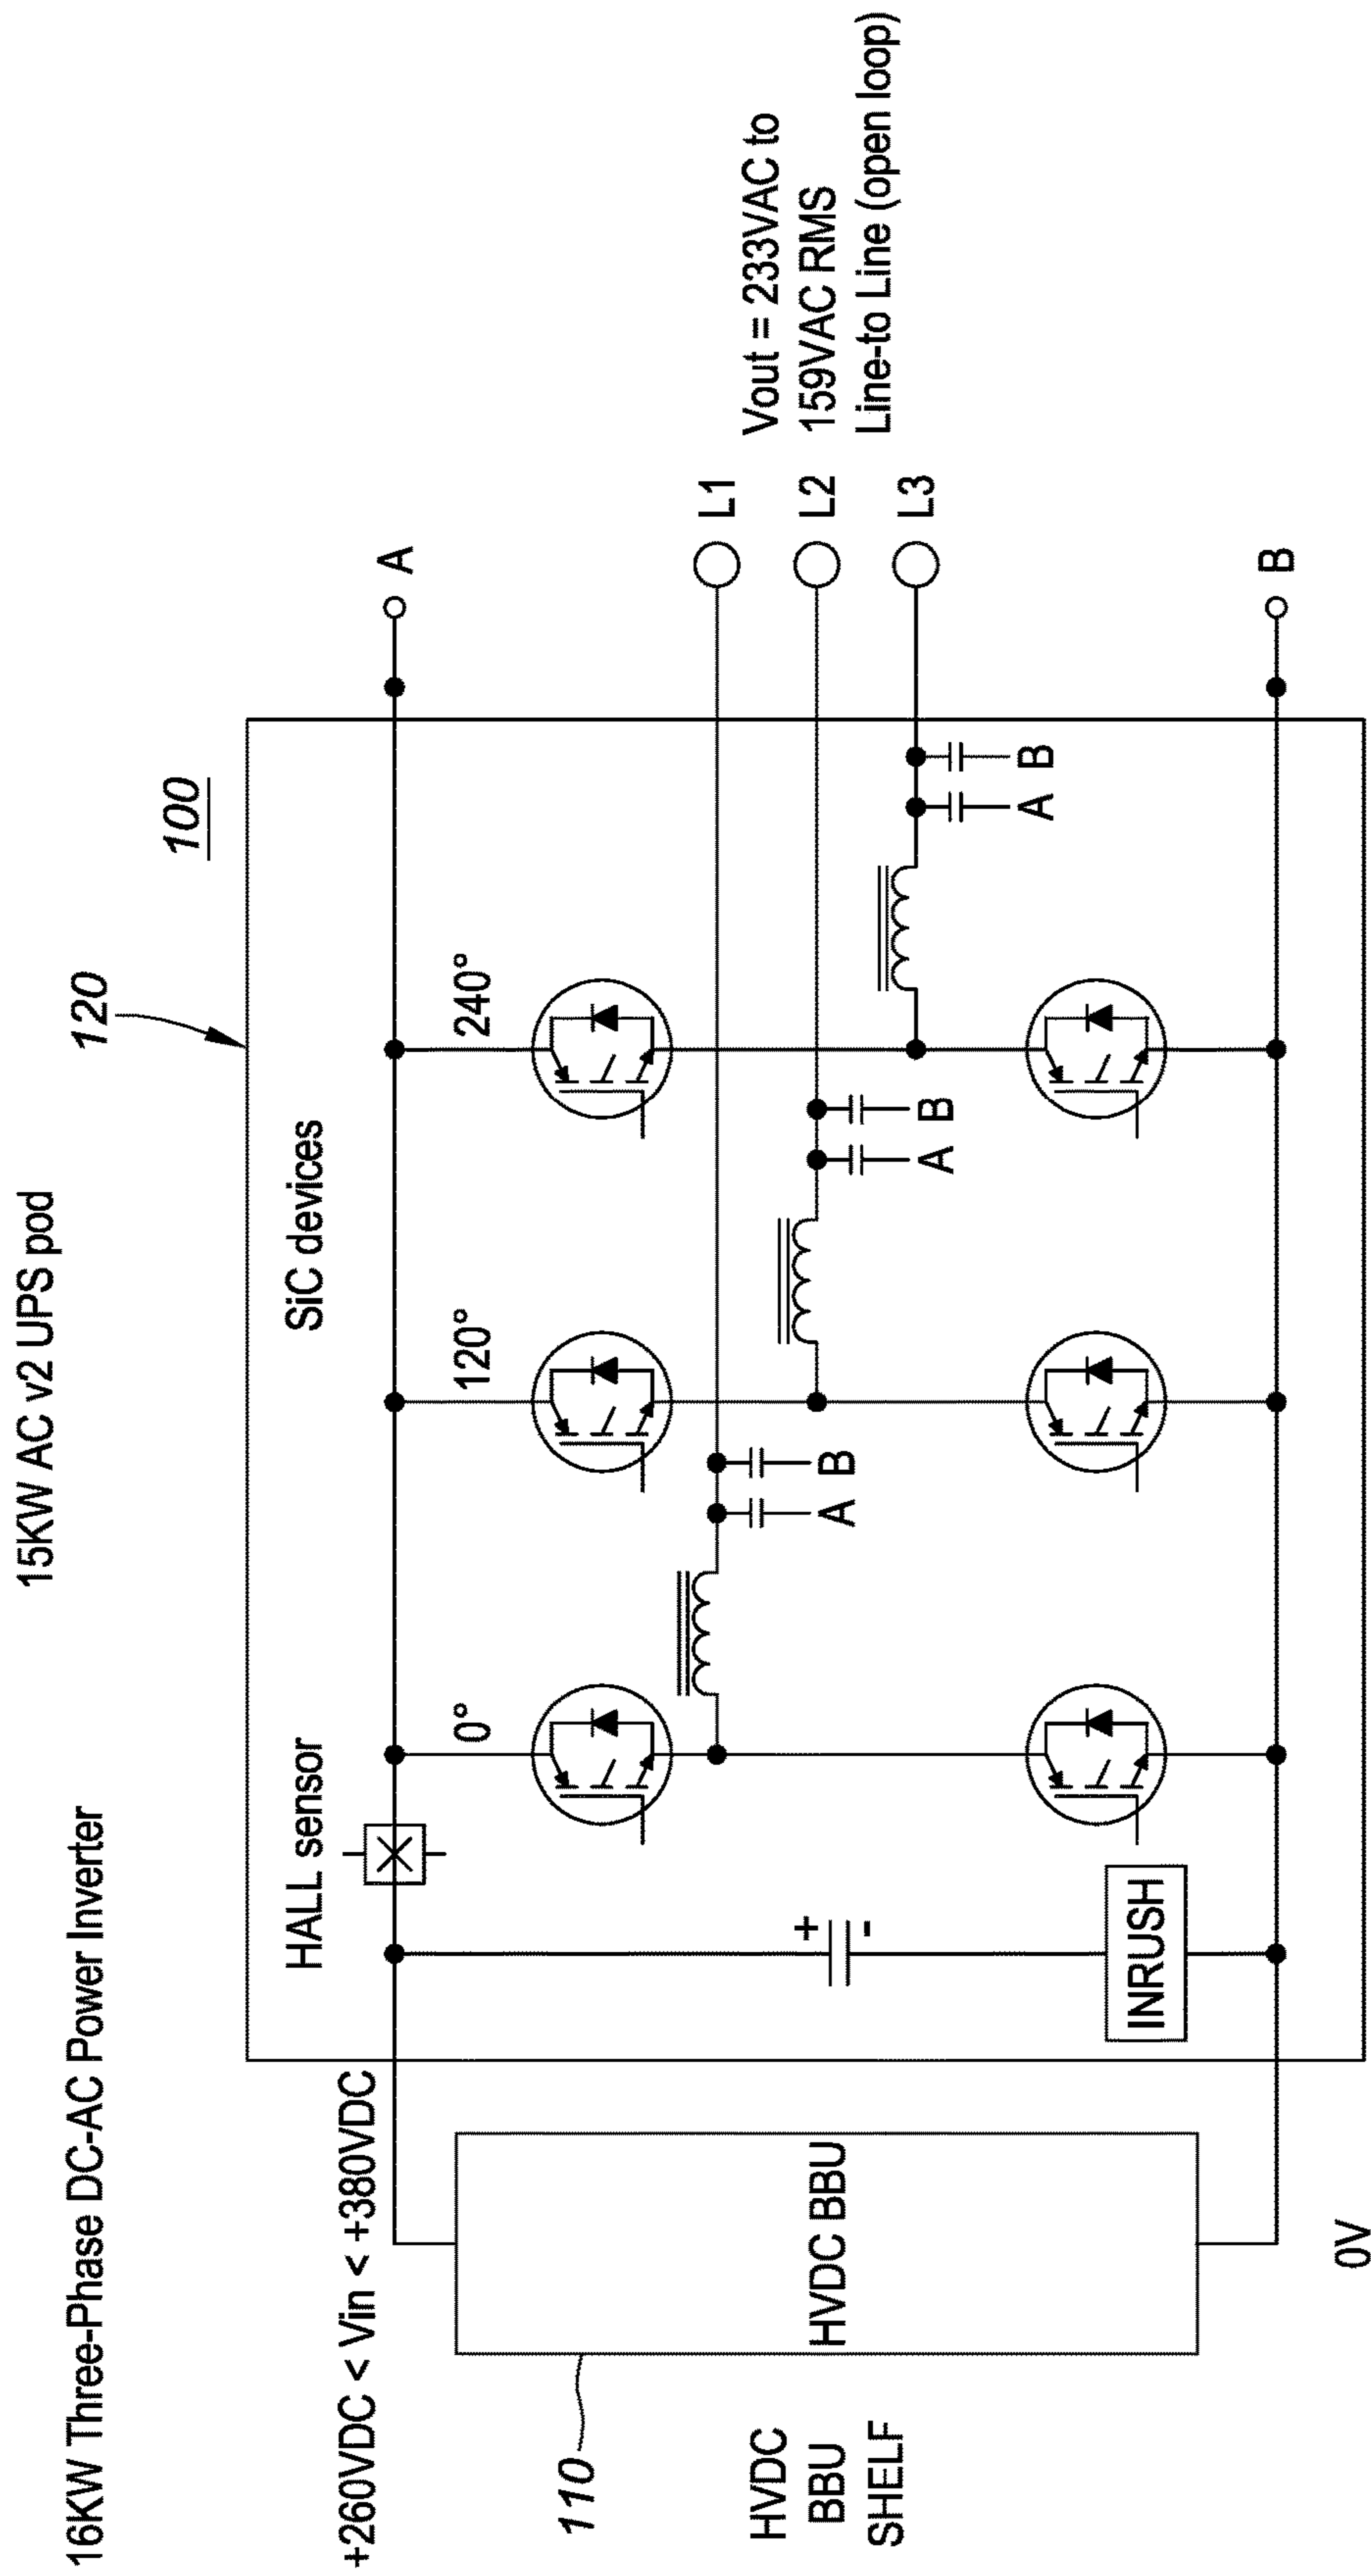 16KW Three-Phase DC-AC Power Inverter
15KW AC v2 UPS pod
100
120
+260VDC < Vin < +380VDC
HALL sensor
SiC devices
0°
120°
240°
A
110
HVDC
BBU
SHELF
HVDC BBU
+
-
INRUSH
A
B
A
B
A
B
L1
L2
L3
Vout = 233VAC to
159VAC RMS
Line-to Line (open loop)
B
0V